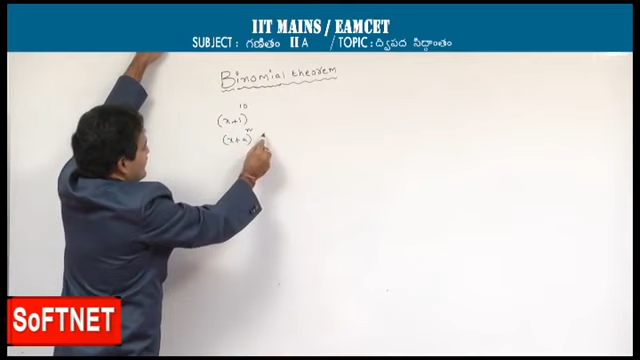 IIT MAINS / EAMCET
SUBJECT : గణితం II A / TOPIC : ద్విపద సిద్ధాంతం
Binomial theorem
(x+1)¹⁰
(x+a)ⁿ
SoFTNET